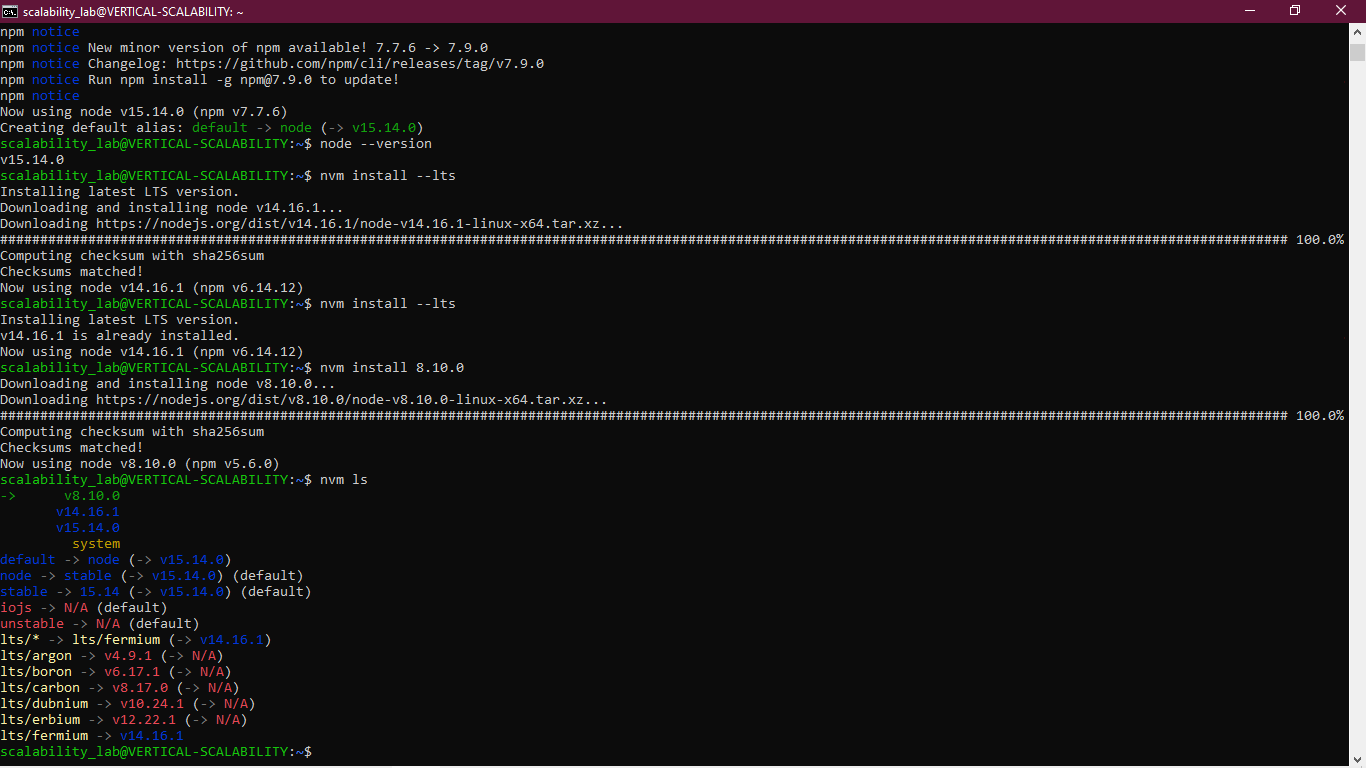 scalability_lab@VERTICAL-SCALABILITY: ~
npm notice
npm notice New minor version of npm available! 7.7.6 -> 7.9.0
npm notice Changelog: https://github.com/npm/cli/releases/tag/v7.9.0
npm notice Run npm install -g npm@7.9.0 to update!
npm notice
Now using node v15.14.0 (npm v7.7.6)
Creating default alias: default -> node (-> v15.14.0)
scalability_lab@VERTICAL-SCALABILITY:~$ node --version
v15.14.0
scalability_lab@VERTICAL-SCALABILITY:~$ nvm install --lts
Installing latest LTS version.
Downloading and installing node v14.16.1...
Downloading https://nodejs.org/dist/v14.16.1/node-v14.16.1-linux-x64.tar.xz...
################################################################################################################################################################# 100.0%
Computing checksum with sha256sum
Checksums matched!
Now using node v14.16.1 (npm v6.14.12)
scalability_lab@VERTICAL-SCALABILITY:~$ nvm install --lts
Installing latest LTS version.
v14.16.1 is already installed.
Now using node v14.16.1 (npm v6.14.12)
scalability_lab@VERTICAL-SCALABILITY:~$ nvm install 8.10.0
Downloading and installing node v8.10.0...
Downloading https://nodejs.org/dist/v8.10.0/node-v8.10.0-linux-x64.tar.xz...
################################################################################################################################################################# 100.0%
Computing checksum with sha256sum
Checksums matched!
Now using node v8.10.0 (npm v5.6.0)
scalability_lab@VERTICAL-SCALABILITY:~$ nvm ls
->      v8.10.0
       v14.16.1
       v15.14.0
         system
default -> node (-> v15.14.0)
node -> stable (-> v15.14.0) (default)
stable -> 15.14 (-> v15.14.0) (default)
iojs -> N/A (default)
unstable -> N/A (default)
lts/* -> lts/fermium (-> v14.16.1)
lts/argon -> v4.9.1 (-> N/A)
lts/boron -> v6.17.1 (-> N/A)
lts/carbon -> v8.17.0 (-> N/A)
lts/dubnium -> v10.24.1 (-> N/A)
lts/erbium -> v12.22.1 (-> N/A)
lts/fermium -> v14.16.1
scalability_lab@VERTICAL-SCALABILITY:~$